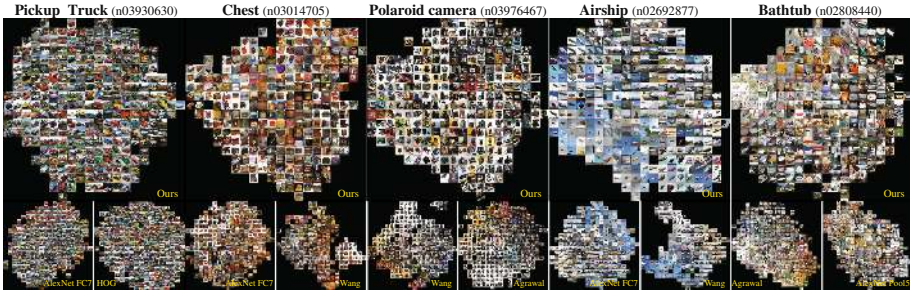 Pickup Truck (n03930630) Chest (n03014705) Polaroid camera (n03976467) Airship (n02692877) Bathtub (n02808440)
Ours Ours Ours Ours Ours
AlexNet FC7 HOG AlexNet FC7 Wang Wang Agrawal AlexNet FC7 Wang Agrawal AlexNet Pool5